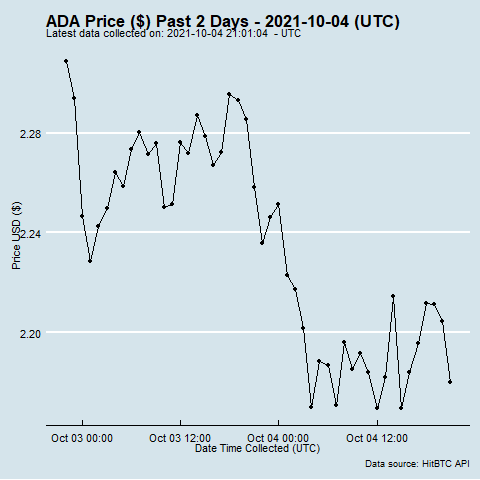 ADA Price ($) Past 2 Days - 2021-10-04 (UTC)
Latest data collected on: 2021-10-04 21:01:04 - UTC
Price USD ($)
2.28
2.24
2.20
Oct 03 00:00
Oct 03 12:00
Oct 04 00:00
Oct 04 12:00
Date Time Collected (UTC)
Data source: HitBTC API